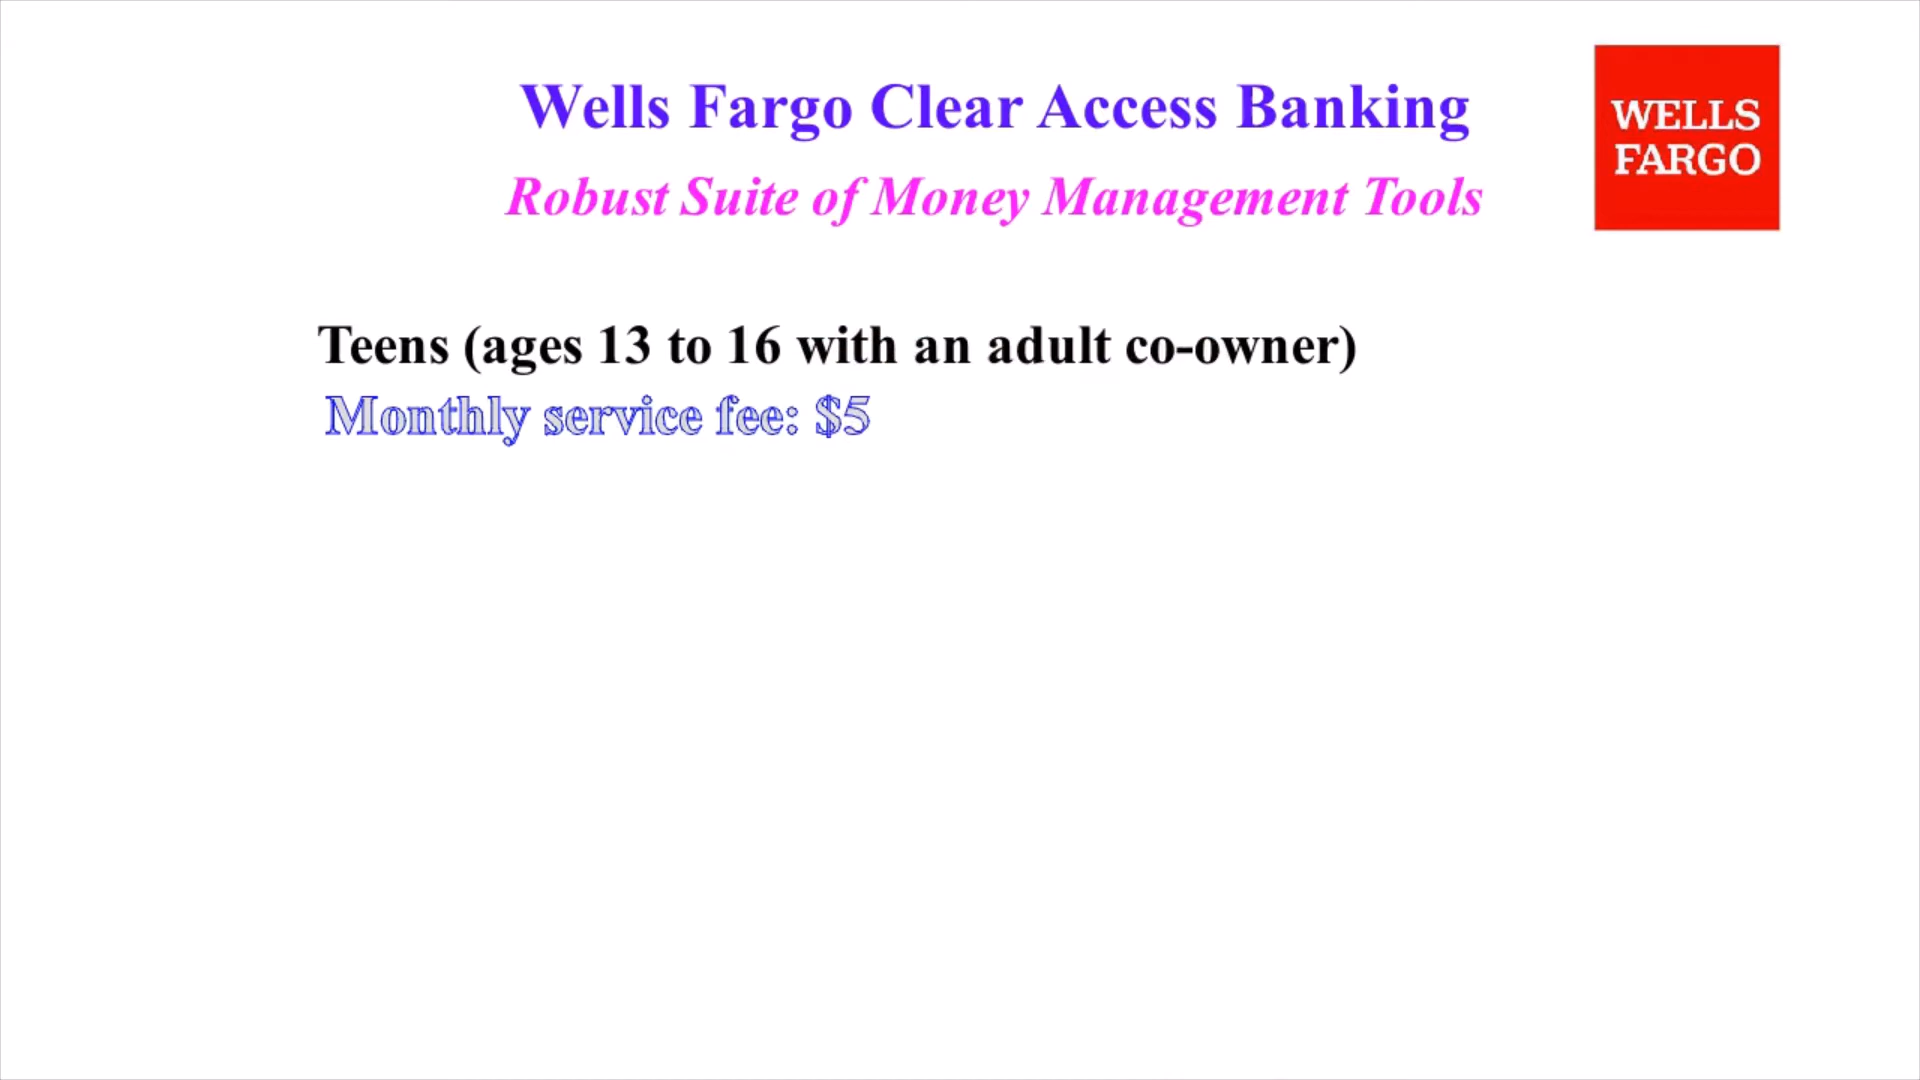 Wells Fargo Clear Access Banking
Robust Suite of Money Management Tools
WELLS
FARGO
Teens (ages 13 to 16 with an adult co-owner)
Monthly service fee: $5